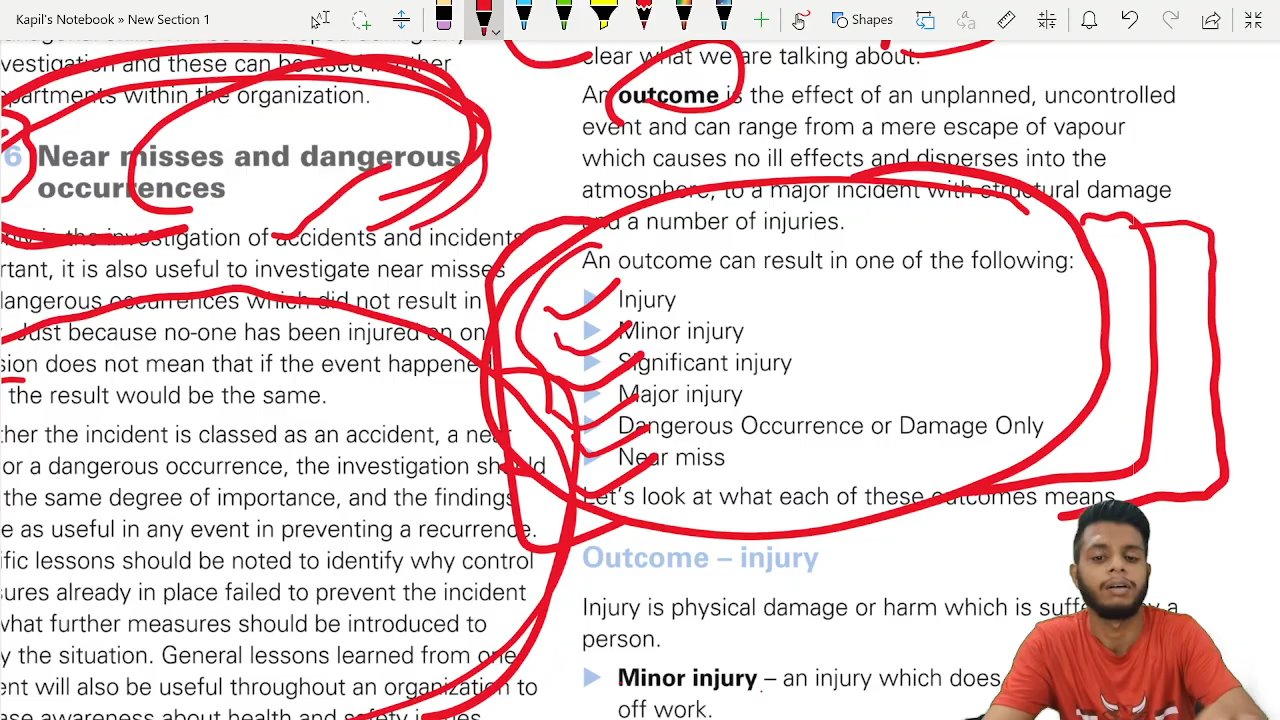 Kapil's Notebook » New Section 1
Shapes
vestigation and these can be used in other
partments within the organization.
6 Near misses and dangerous
occurrences
only is the investigation of accidents and incidents
rtant, it is also useful to investigate near misses
dangerous occurrences which did not result in
Just because no-one has been injured on one
sion does not mean that if the event happened
the result would be the same.
ther the incident is classed as an accident, a near
or a dangerous occurrence, the investigation should
the same degree of importance, and the findings
e as useful in any event in preventing a recurrence.
ific lessons should be noted to identify why control
sures already in place failed to prevent the incident
what further measures should be introduced to
y the situation. General lessons learned from one
ent will also be useful throughout an organization to
ase awareness about health and safety issues
clear what we are talking about.
An outcome is the effect of an unplanned, uncontrolled
event and can range from a mere escape of vapour
which causes no ill effects and disperses into the
atmosphere, to a major incident with structural damage
and a number of injuries.
An outcome can result in one of the following:
Injury
Minor injury
Significant injury
Major injury
Dangerous Occurrence or Damage Only
Near miss
Let's look at what each of these outcomes means
Outcome – injury
Injury is physical damage or harm which is suffered by a
person.
Minor injury – an injury which does
off work.